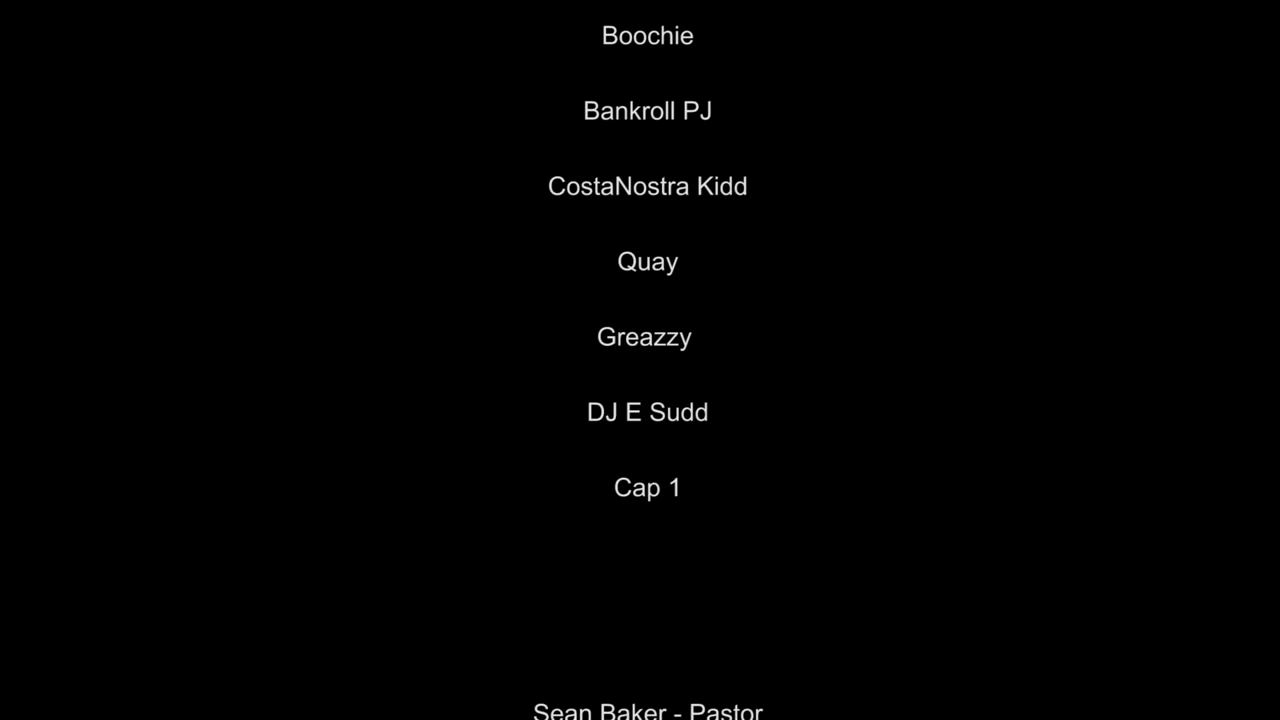 Boochie
Bankroll PJ
CostaNostra Kidd
Quay
Greazzy
DJ E Sudd
Cap 1
Sean Baker - Pastor